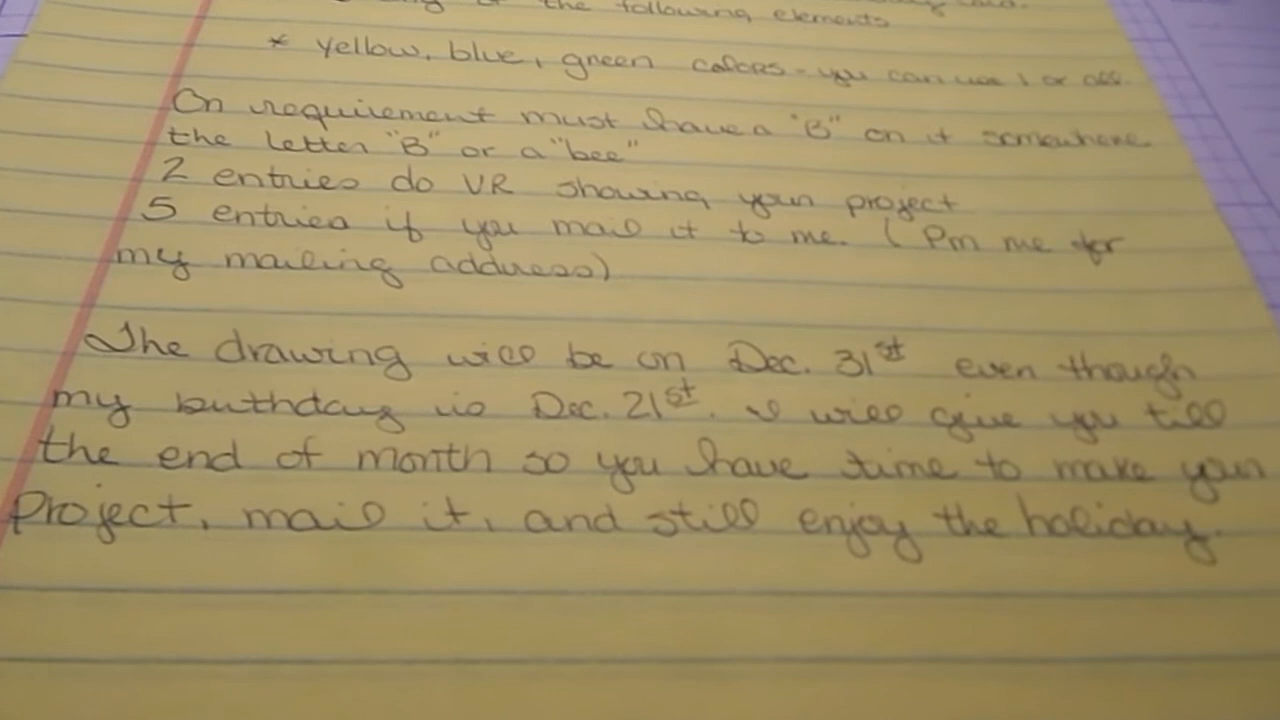 the following elements
* yellow, blue, green colors - you can use 1 or all.
On requirement must have a "B" on it somewhere
the letter "B" or a "bee"
2 entries do VR showing your project
5 entries if you mail it to me. (Pm me for
my mailing address)
The drawing will be on Dec. 31st even though
my birthday is Dec. 21st. I will give you till
the end of month so you have time to make your
Project, mail it, and still enjoy the holiday.